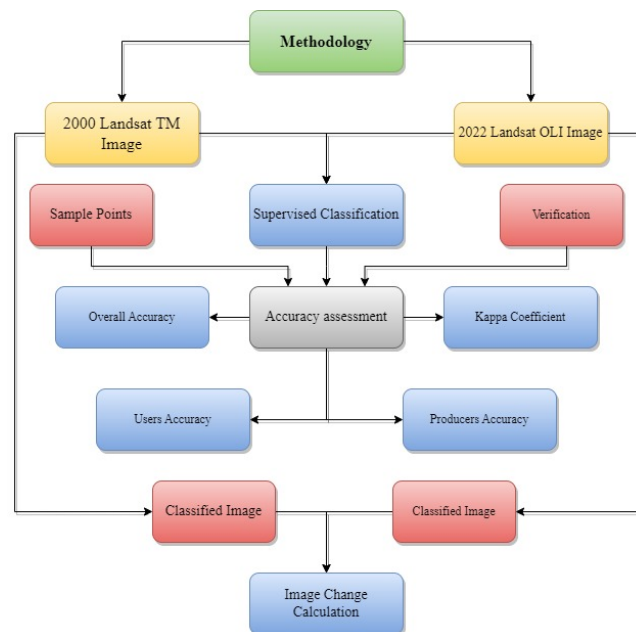 Methodology
2000 Landsat TM
Image
2022 Landsat OLI Image
Sample Points
Supervised Classification
Verification
Overall Accuracy
Accuracy assessment
Kappa Coefficient
Users Accuracy
Producers Accuracy
Classified Image
Classified Image
Image Change
Calculation